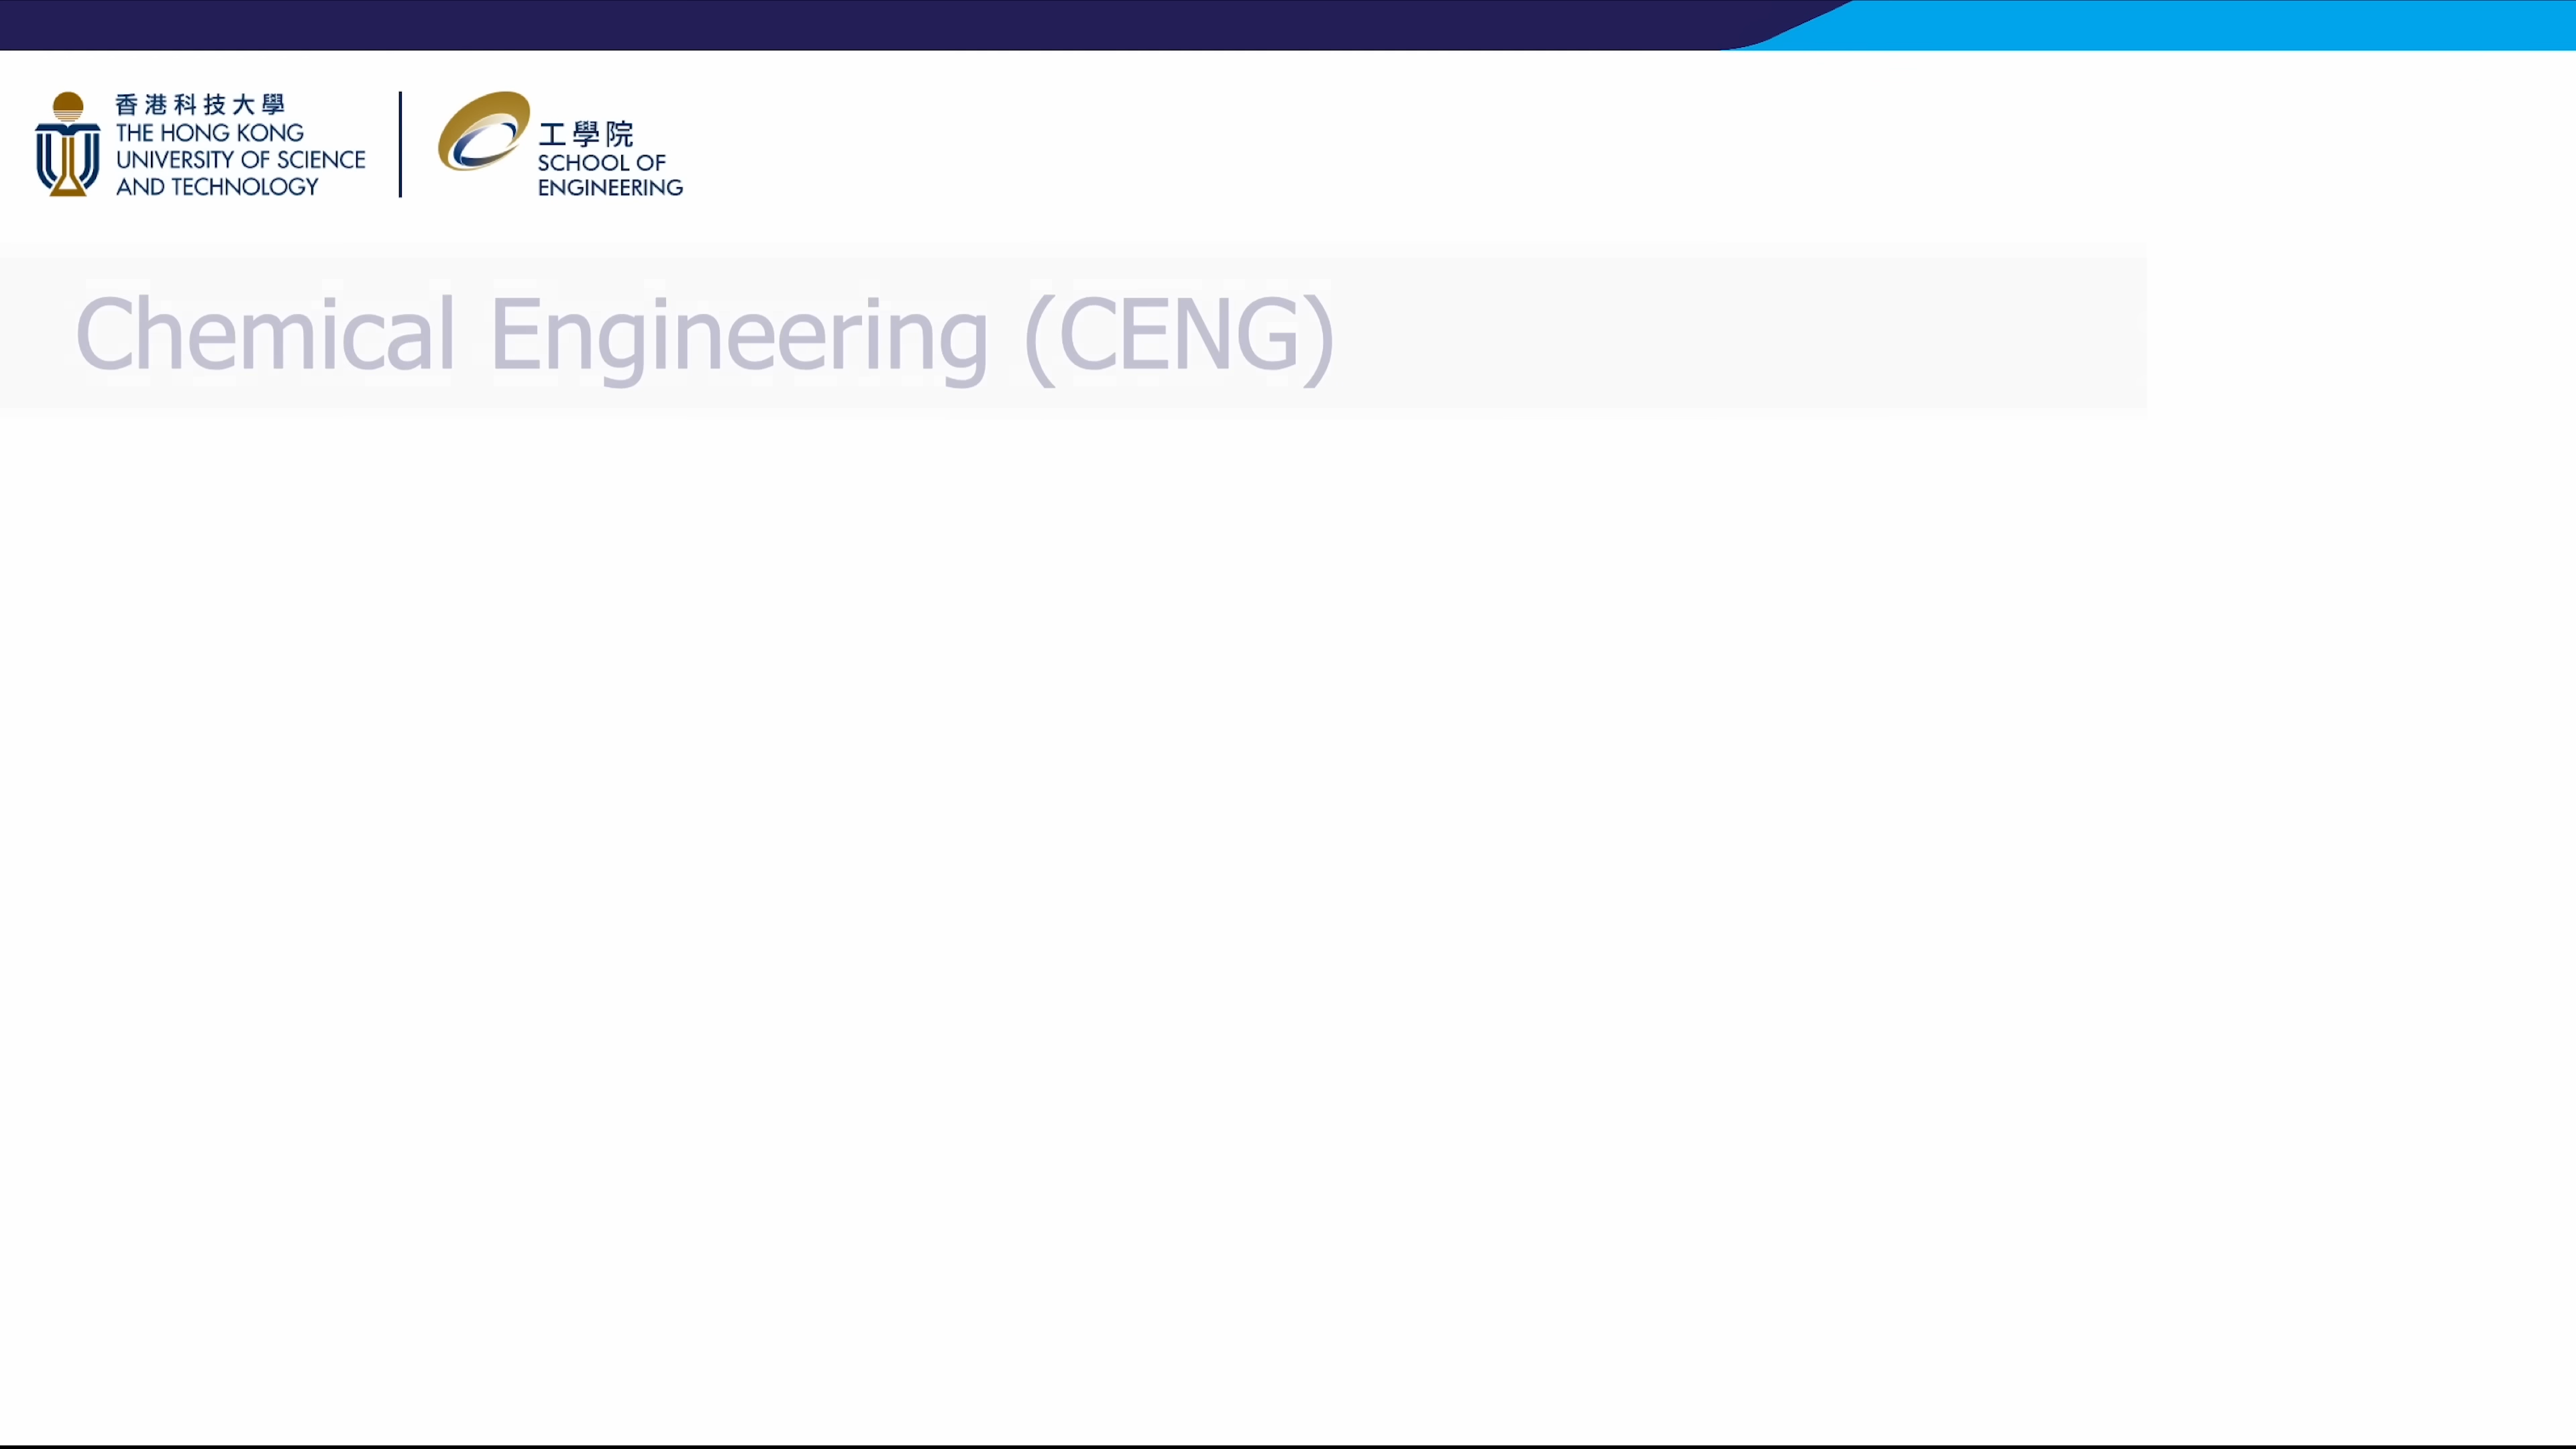 香港科技大學
THE HONG KONG
UNIVERSITY OF SCIENCE
AND TECHNOLOGY
工學院
SCHOOL OF
ENGINEERING
Chemical Engineering (CENG)